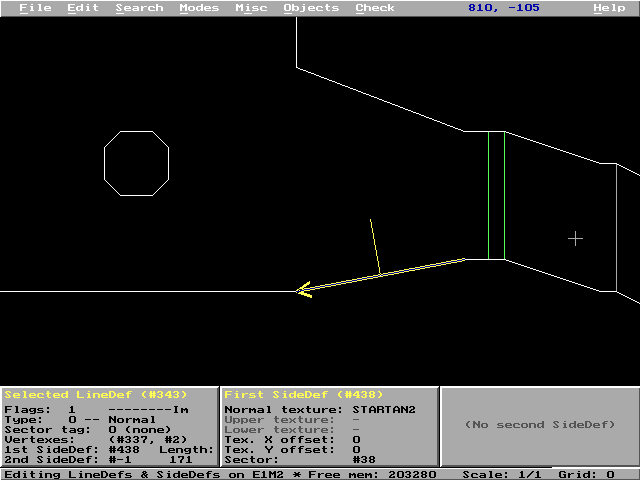 File Edit Search Modes Misc Objects Check 810, -105 Help
Selected LineDef (#343)
Flags: 1 --------Im
Type: 0 -- Normal
Sector tag: 0 (none)
Vertexes: (#337, #2)
1st SideDef: #438 Length:
2nd SideDef: #-1 171
First SideDef (#438)
Normal texture: STARTAN2
Upper texture: -
Lower texture: -
Tex. X offset: 0
Tex. Y offset: 0
Sector: #38
(No second SideDef)
Editing LineDefs & SideDefs on E1M2 * Free mem: 203280 Scale: 1/1 Grid: 0